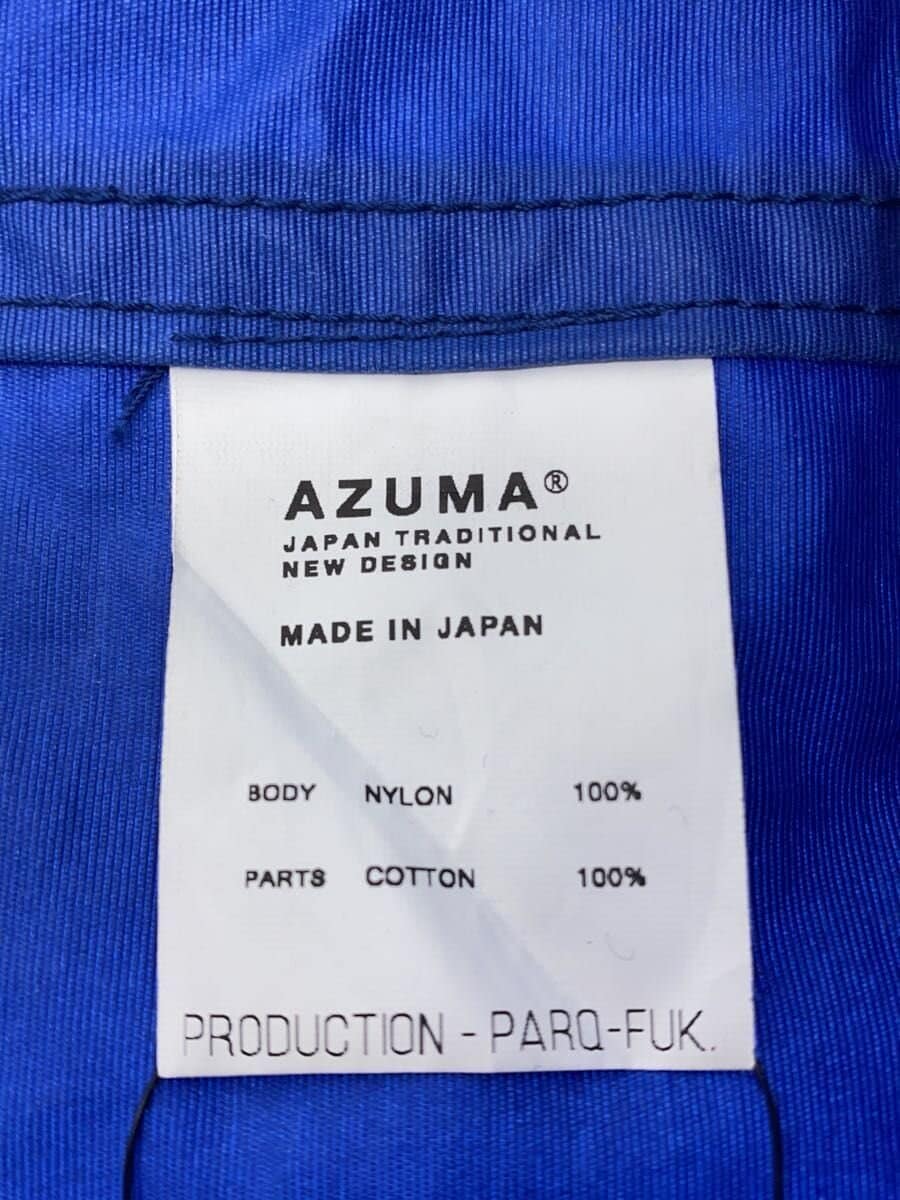 AZUMA®
JAPAN TRADITIONAL
NEW DESIGN
MADE IN JAPAN
BODY NYLON 100%
PARTS COTTON 100%
PRODUCTION - PARQ-FUK.